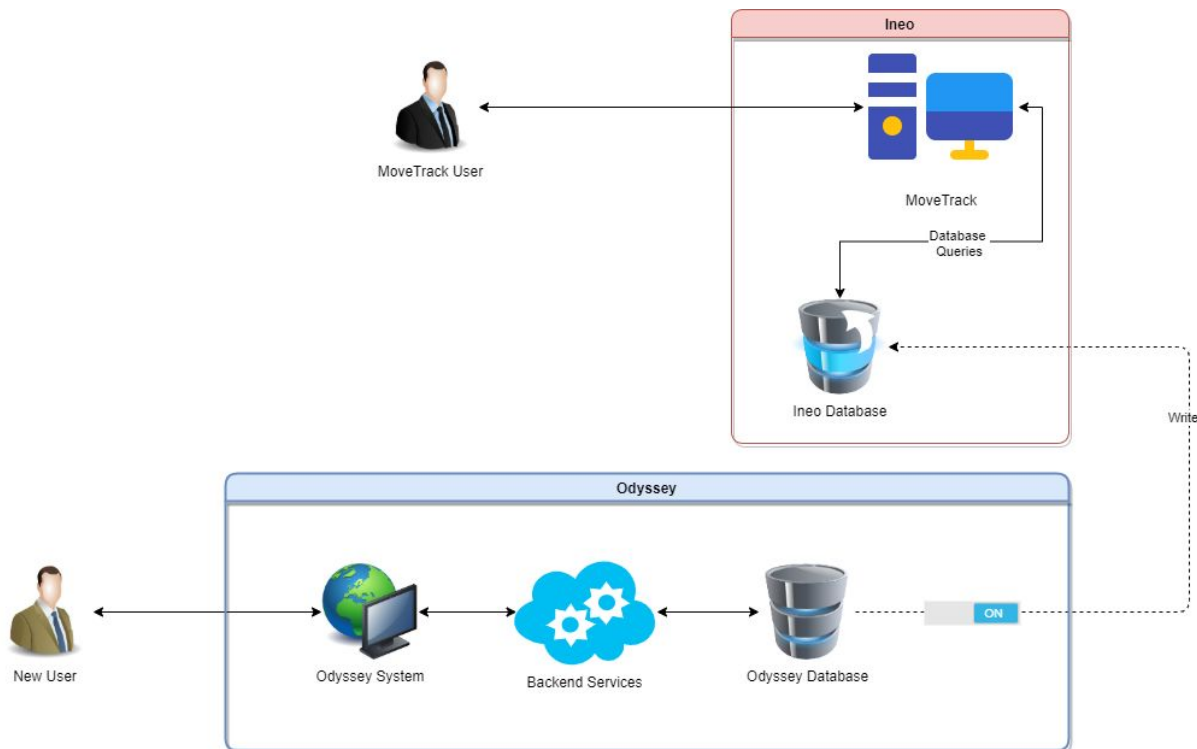 Ineo
MoveTrack User
MoveTrack
Database
Queries
Ineo Database
Write
Odyssey
ON
New User
Odyssey System
Backend Services
Odyssey Database